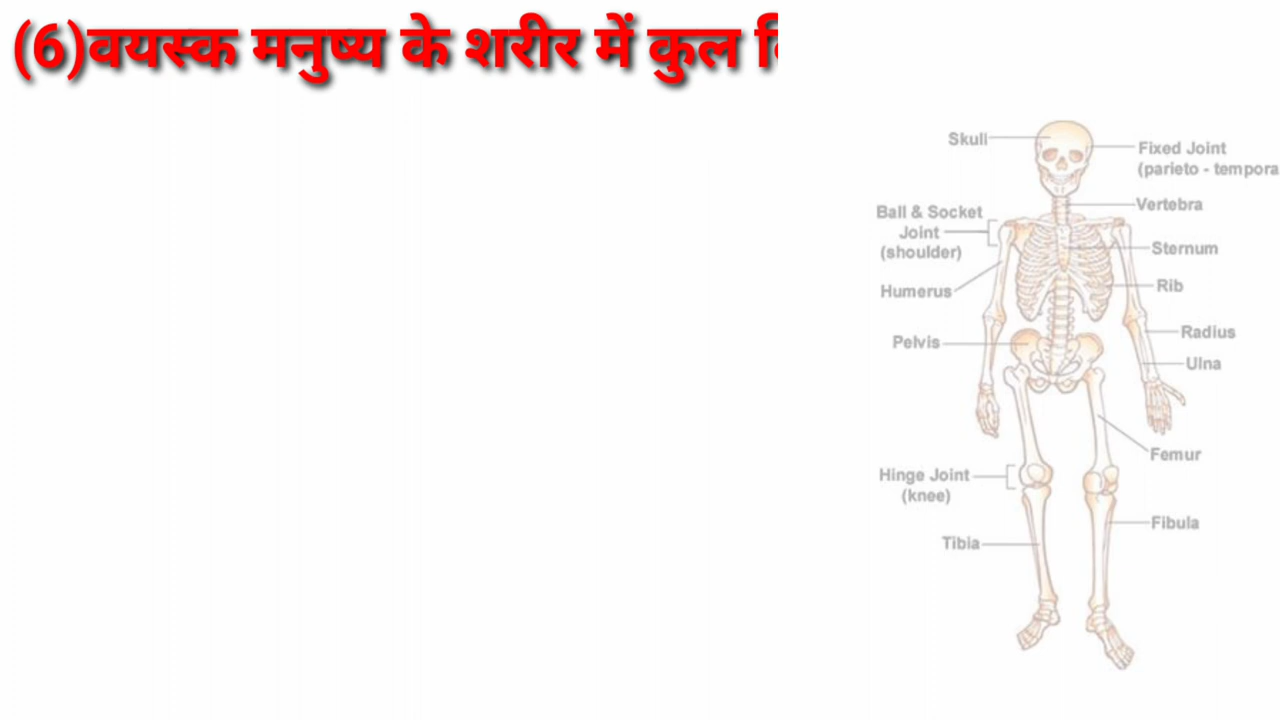 (6)वयस्क मनुष्य के शरीर में कुल
Skull
Fixed Joint
(parieto - tempora
Vertebra
Ball & Socket
Joint
(shoulder)
Sternum
Humerus
Rib
Radius
Pelvis
Ulna
Femur
Hinge Joint
(knee)
Fibula
Tibia